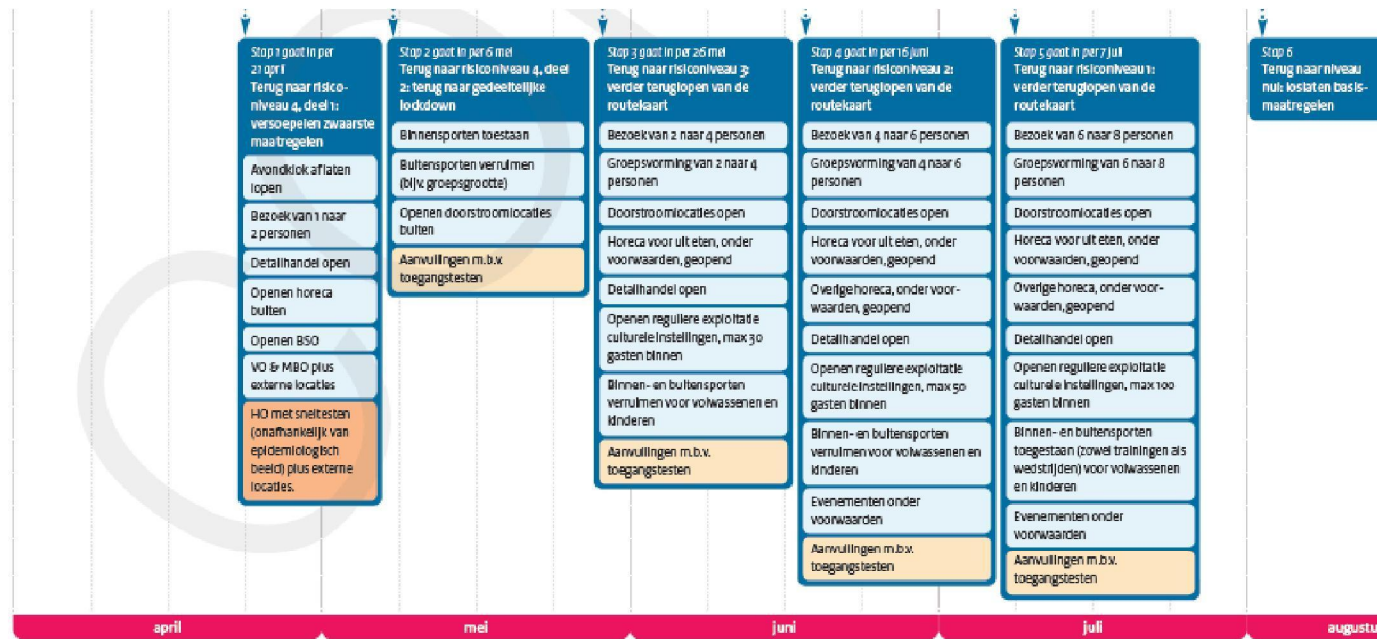 Stap 1 gaat in per
21 april
Terug naar risico-
niveau 4, deel 1:
versoepelen zwaarste
maatregelen
Avondklok aflaten
lopen
Bezoek van 1 naar
2 personen
Detailhandel open
Openen horeca
buiten
Openen BSO
VO & MBO plus
externe locaties
HO met sneltesten
(onafhankelijk van
epidemiologisch
beeld) plus externe
locaties.
Stap 2 gaat in per 6 mei
Terug naar risiconiveau 4, deel
2: terug naar gedeeltelijke
lockdown
Binnensporten toestaan
Buitensporten verruimen
(bijv. groepsgrootte)
Openen doorstroomlocaties
buiten
Aanvullingen m.b.v.
toegangstesten
Stap 3 gaat in per 26 mei
Terug naar risiconiveau 3:
verder teruglopen van de
routekaart
Bezoek van 2 naar 4 personen
Groepsvorming van 2 naar 4
personen
Doorstroomlocaties open
Horeca voor uit eten, onder
voorwaarden, geopend
Detailhandel open
Openen reguliere exploitatie
culturele instellingen, max 30
gasten binnen
Binnen- en buitensporten
verruimen voor volwassenen en
kinderen
Aanvullingen m.b.v.
toegangstesten
Stap 4 gaat in per 16 juni
Terug naar risiconiveau 2:
verder teruglopen van de
routekaart
Bezoek van 4 naar 6 personen
Groepsvorming van 4 naar 6
personen
Doorstroomlocaties open
Horeca voor uit eten, onder
voorwaarden, geopend
Overige horeca, onder voor-
waarden, geopend
Detailhandel open
Openen reguliere exploitatie
culturele instellingen, max 50
gasten binnen
Binnen- en buitensporten
verruimen voor volwassenen en
kinderen
Evenementen onder
voorwaarden
Aanvullingen m.b.v.
toegangstesten
Stap 5 gaat in per 7 juli
Terug naar risiconiveau 1:
verder teruglopen van de
routekaart
Bezoek van 6 naar 8 personen
Groepsvorming van 6 naar 8
personen
Doorstroomlocaties open
Horeca voor uit eten, onder
voorwaarden, geopend
Overige horeca, onder voor-
waarden, geopend
Detailhandel open
Openen reguliere exploitatie
culturele instellingen, max 100
gasten binnen
Binnen- en buitensporten
toegestaan (zowel trainingen als
wedstrijden) voor volwassenen
en kinderen
Evenementen onder
voorwaarden
Aanvullingen m.b.v.
toegangstesten
Stap 6
Terug naar niveau
nul: loslaten basis-
maatregelen
april
mei
juni
juli
augustu